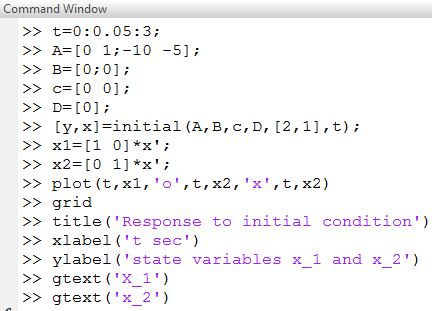 Command Window
>> t=0:0.05:3;
>> A=[0 1;-10 -5];
>> B=[0;0];
>> c=[0 0];
>> D=[0];
>> [y,x]=initial(A,B,c,D,[2,1],t);
>> x1=[1 0]*x';
>> x2=[0 1]*x';
>> plot(t,x1,'o',t,x2,'x',t,x2)
>> grid
>> title('Response to initial condition')
>> xlabel('t sec')
>> ylabel('state variables x_1 and x_2')
>> gtext('X_1')
>> gtext('x_2')